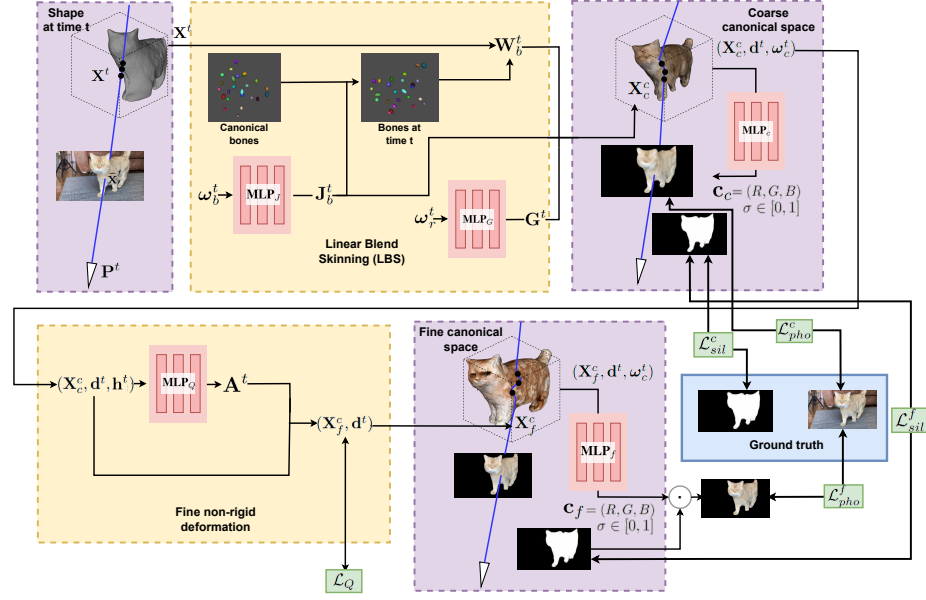 Shape
at time t
X^t
X^t
P^t
X^t
W_b^t
Canonical
bones
Bones at
time t
ω_b^t
MLP_J
J_b^t
ω_r^t
MLP_G
G^t
Linear Blend
Skinning (LBS)
Coarse
canonical space
(X_c^c, d^t, ω_c^t)
X_c^c
MLP_c
c_c = (R, G, B)
σ ∈ [0, 1]
L_sil^c
L_pho^c
(X_c^c, d^t, h^t)
MLP_Q
A^t
(X_f^c, d^t)
Fine non-rigid
deformation
L_Q
Fine canonical
space
(X_f^c, d^t, ω_c^t)
X_f^c
MLP_f
c_f = (R, G, B)
σ ∈ [0, 1]
Ground truth
L_sil^f
L_pho^f